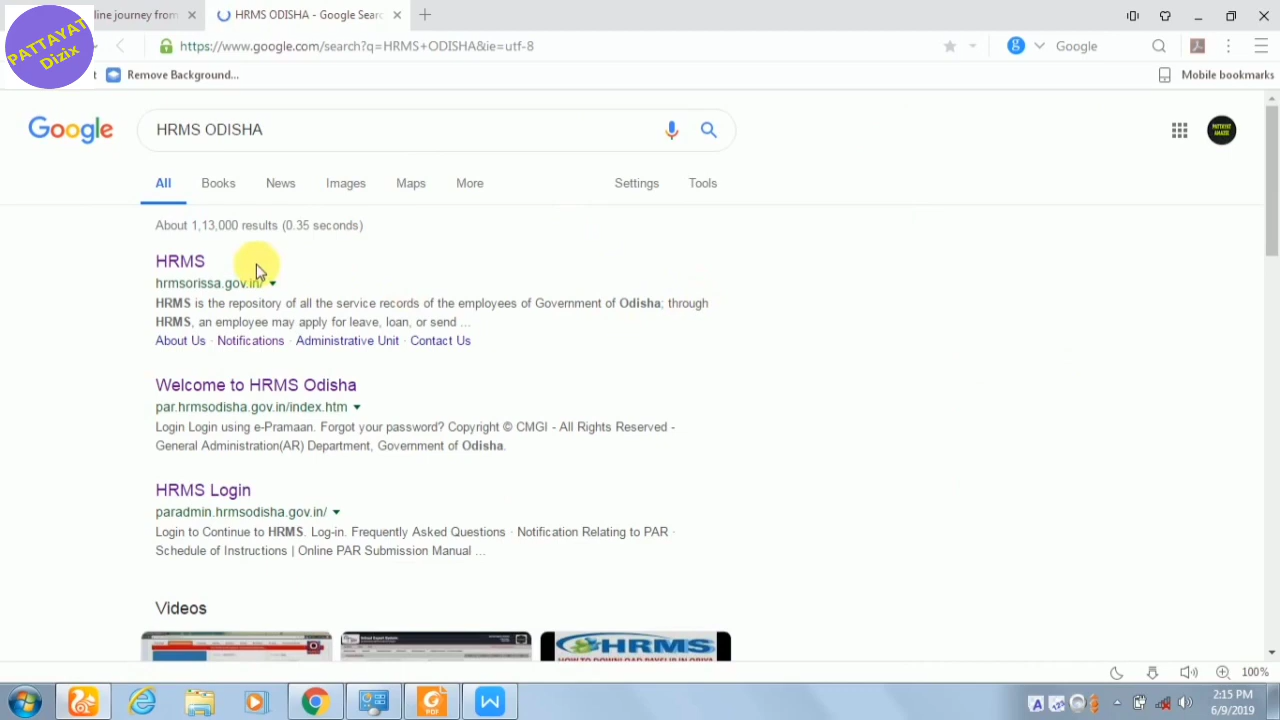 line journey from
HRMS ODISHA - Google Searc
PATTAYAT
Dizix
https://www.google.com/search?q=HRMS+ODISHA&ie=utf-8
Google
Remove Background...
Mobile bookmarks
Google
HRMS ODISHA
All
Books
News
Images
Maps
More
Settings
Tools
About 1,13,000 results (0.35 seconds)
HRMS
hrmsorissa.gov.in/
HRMS is the repository of all the service records of the employees of Government of Odisha; through
HRMS, an employee may apply for leave, loan, or send ...
About Us · Notifications · Administrative Unit · Contact Us
Welcome to HRMS Odisha
par.hrmsodisha.gov.in/index.htm
Login Login using e-Pramaan. Forgot your password? Copyright © CMGI - All Rights Reserved -
General Administration(AR) Department, Government of Odisha.
HRMS Login
paradmin.hrmsodisha.gov.in/
Login to Continue to HRMS. Log-in. Frequently Asked Questions · Notification Relating to PAR ·
Schedule of Instructions | Online PAR Submission Manual ...
Videos
HRMS
HOW TO DOWNLOAD PAYSLIP IN ORIYA
100%
2:15 PM
6/9/2019